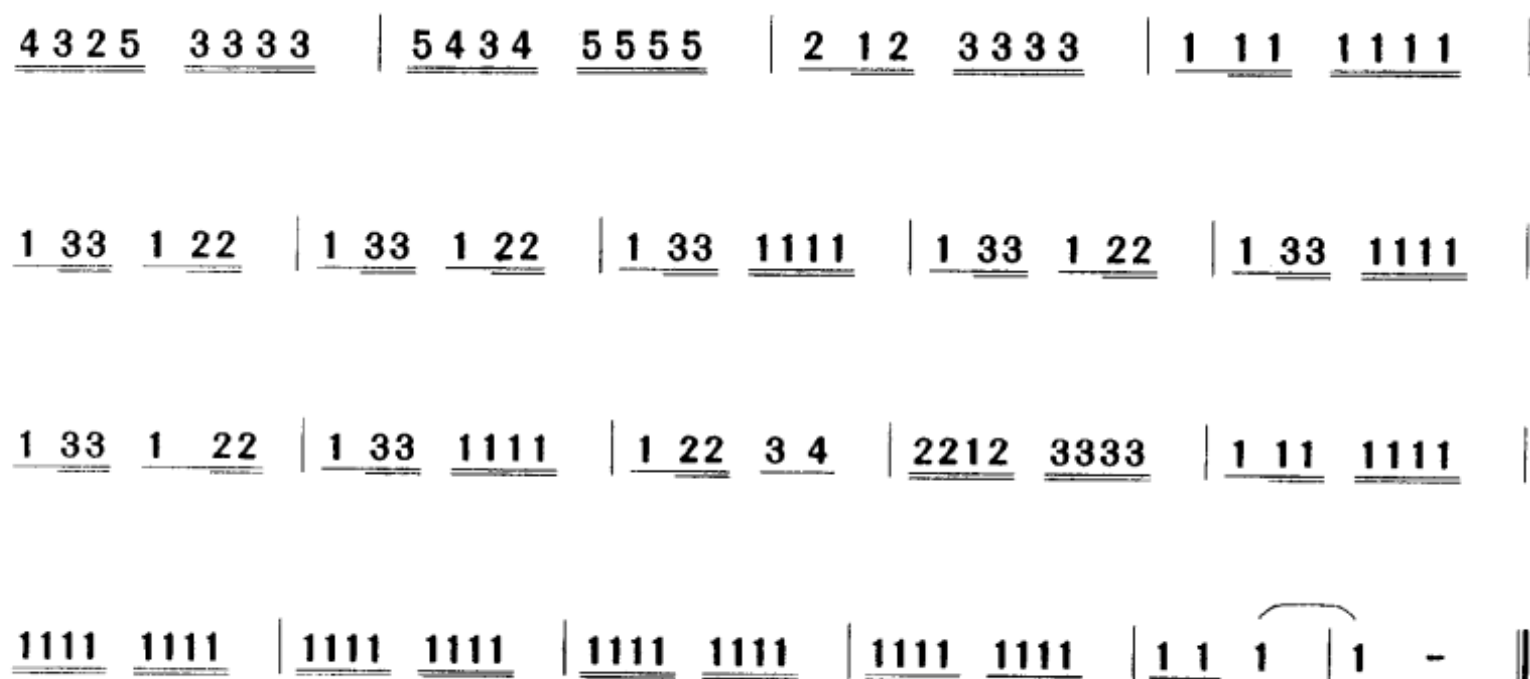 4325 3333 | 5434 5555 | 2 12 3333 | 1 11 1111 |
1 33 1 22 | 1 33 1 22 | 1 33 1111 | 1 33 1 22 | 1 33 1111 |
1 33 1 22 | 1 33 1111 | 1 22 3 4 | 2212 3333 | 1 11 1111 |
1111 1111 | 1111 1111 | 1111 1111 | 1111 1111 | 1 1 1 | 1 - ‖